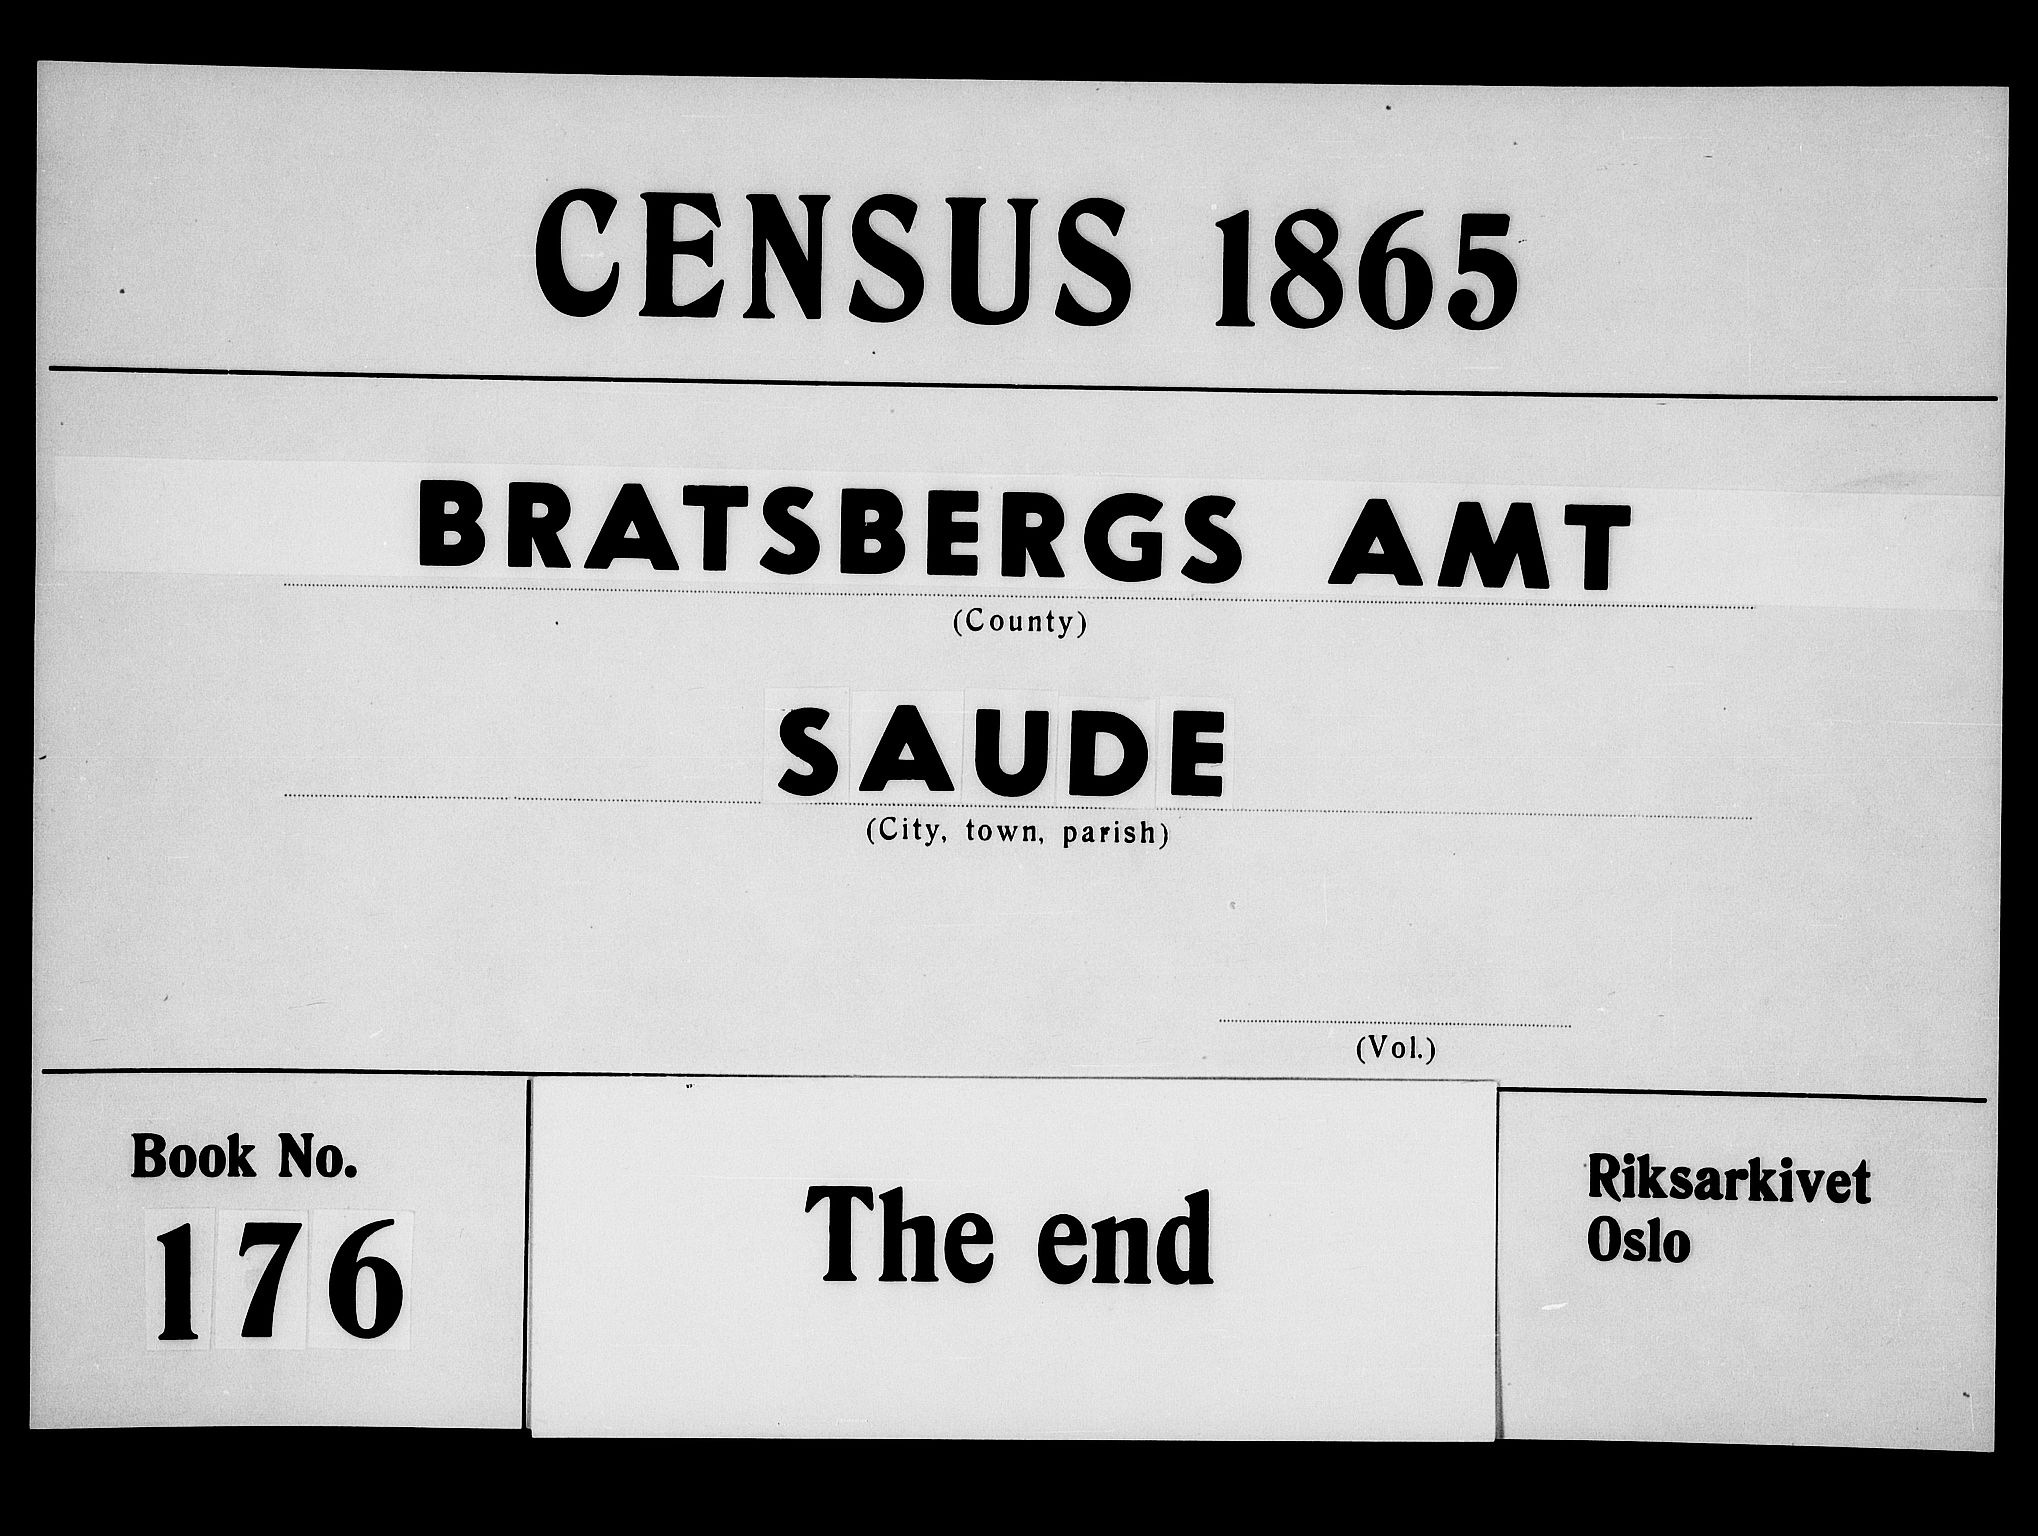 CENSUS 1865
BRATSBERGS AMT
(County)
SAUDE
(City, town, parish)
(Vol.)
Book No.
176
The end
Riksarkivet
Oslo